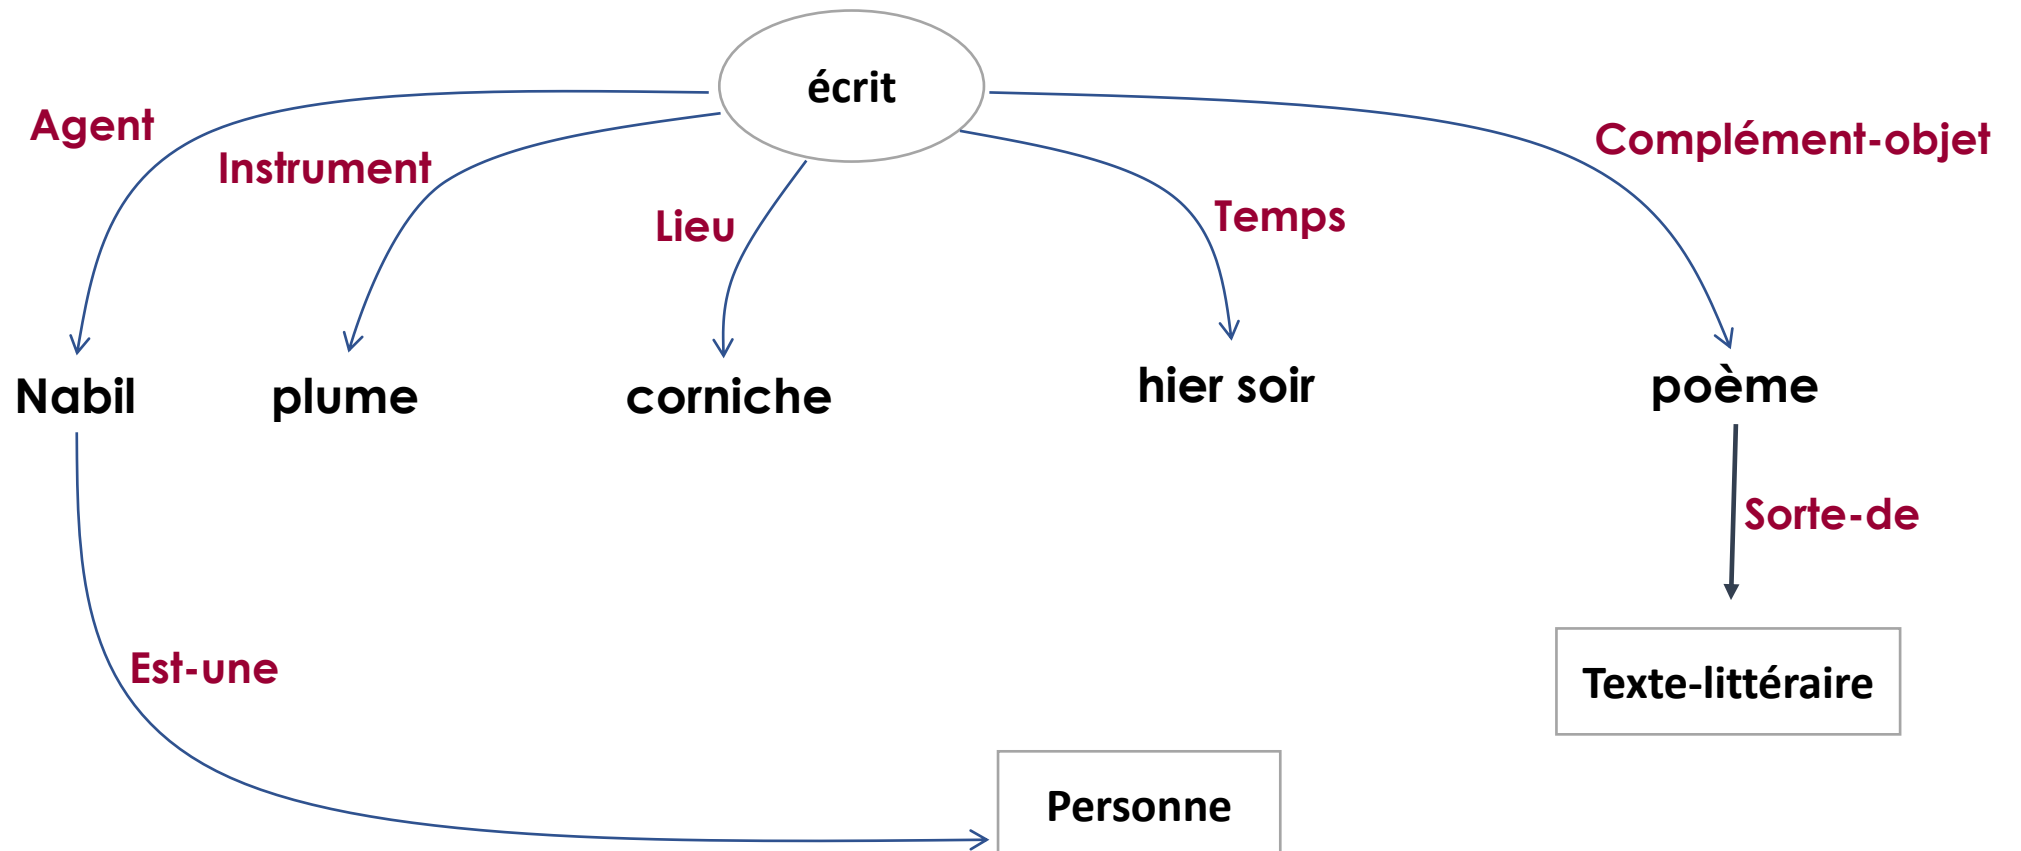 écrit
Agent
Instrument
Lieu
Temps
Complément-objet
Nabil
plume
corniche
hier soir
poème
Sorte-de
Est-une
Texte-littéraire
Personne